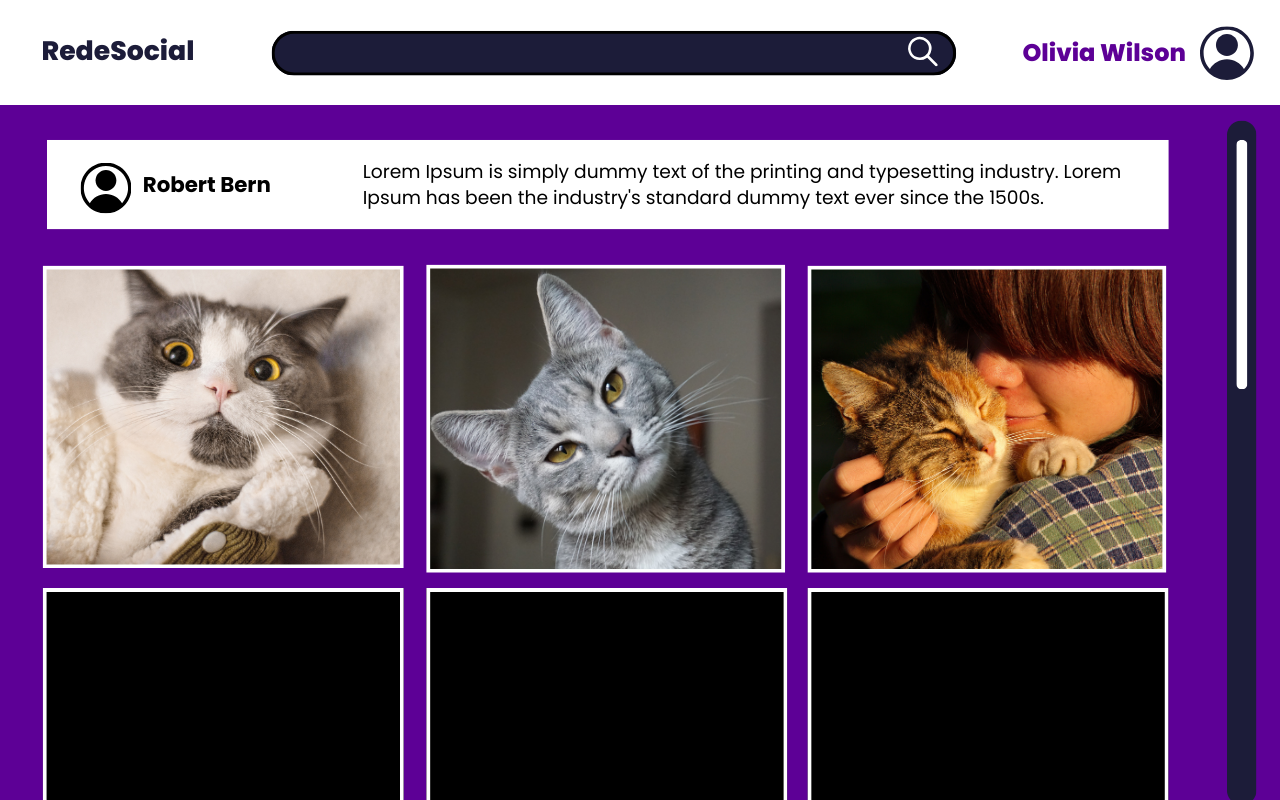 RedeSocial
Olivia Wilson
Robert Bern
Lorem Ipsum is simply dummy text of the printing and typesetting industry. Lorem
Ipsum has been the industry's standard dummy text ever since the 1500s.